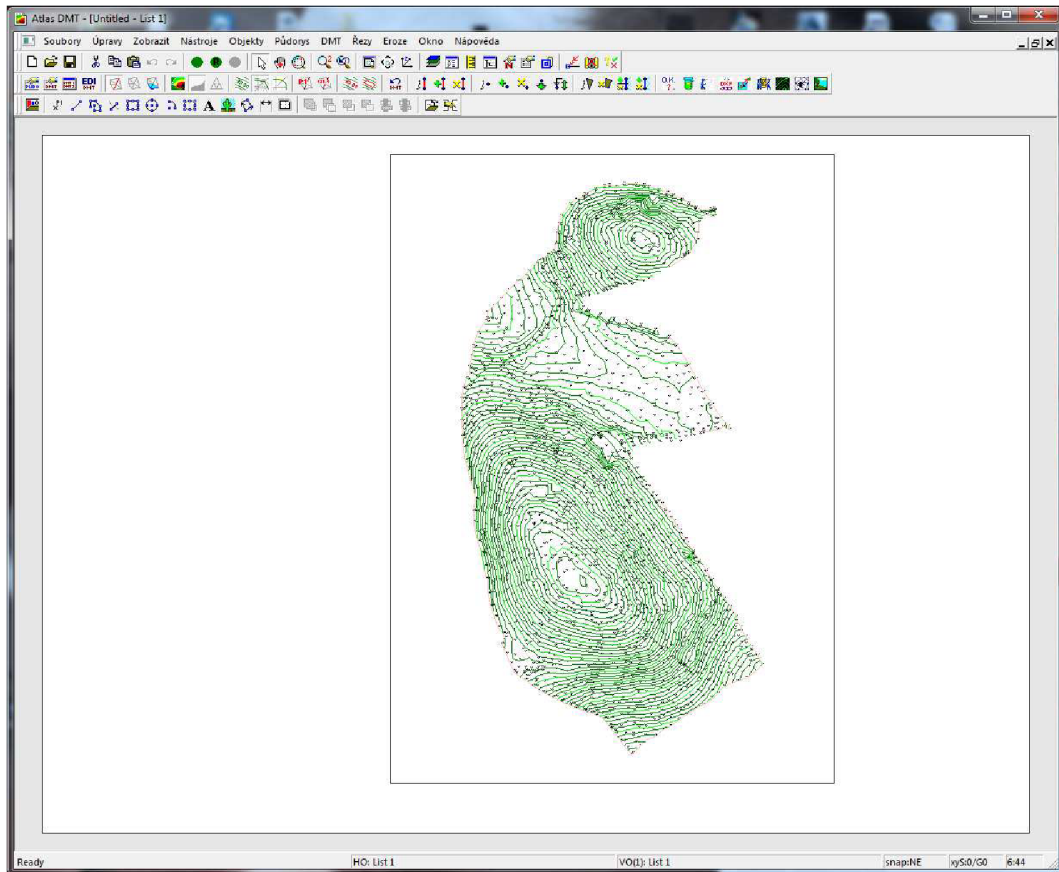 Atlas DMT - [Untitled - List 1]
Soubory Úpravy Zobrazit Nástroje Objekty Půdorys DMT Řezy Eroze Okno Nápověda
EDI
A
Ready HO: List 1 VO(1): List 1 snap:NE xyS:0/G0 6:44